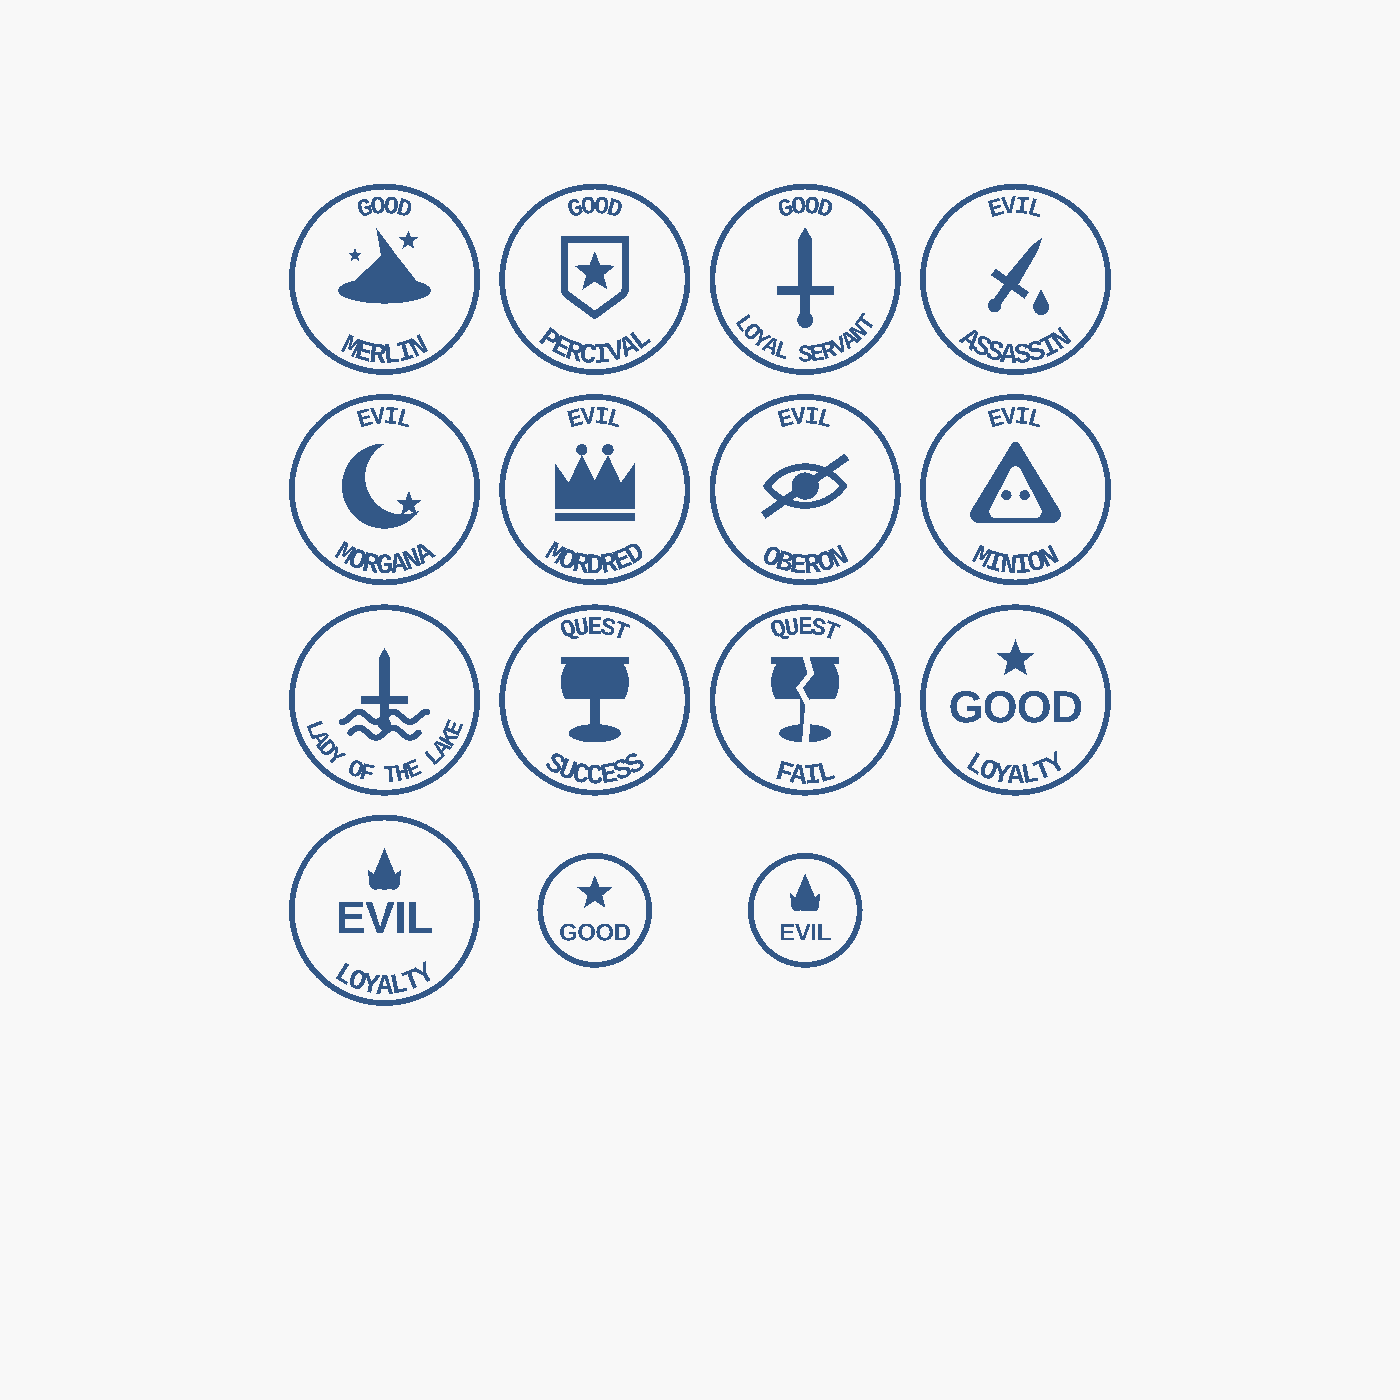 GOOD
MERLIN
GOOD
PERCIVAL
GOOD
LOYAL SERVANT
EVIL
ASSASSIN
EVIL
MORGANA
EVIL
MORDRED
EVIL
OBERON
EVIL
MINION
LADY OF THE LAKE
QUEST
SUCCESS
QUEST
FAIL
GOOD
LOYALTY
EVIL
LOYALTY
GOOD
EVIL